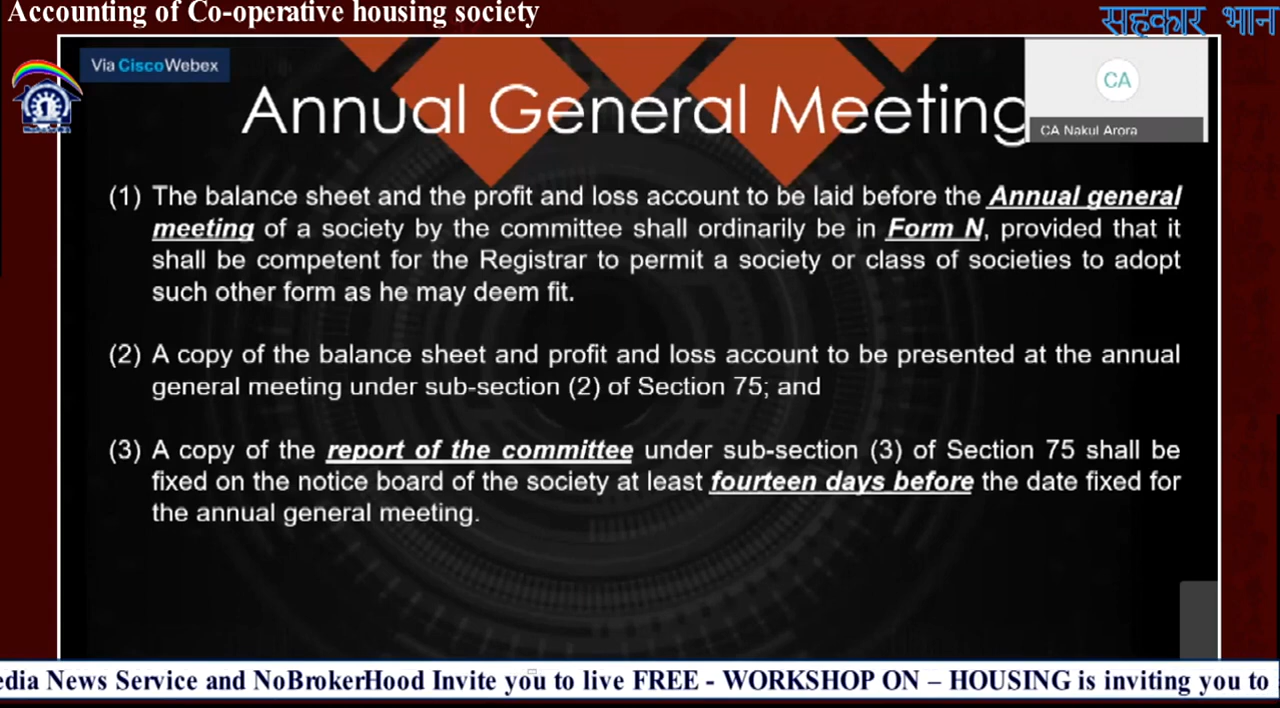 Accounting of Co-operative housing society
सहकार भान
Via Cisco Webex
Annual General Meeting
CA
CA Nakul Arora
(1) The balance sheet and the profit and loss account to be laid before the Annual general
meeting of a society by the committee shall ordinarily be in Form N, provided that it
shall be competent for the Registrar to permit a society or class of societies to adopt
such other form as he may deem fit.
(2) A copy of the balance sheet and profit and loss account to be presented at the annual
general meeting under sub-section (2) of Section 75; and
(3) A copy of the report of the committee under sub-section (3) of Section 75 shall be
fixed on the notice board of the society at least fourteen days before the date fixed for
the annual general meeting.
edia News Service and NoBrokerHood Invite you to live FREE - WORKSHOP ON – HOUSING is inviting you to